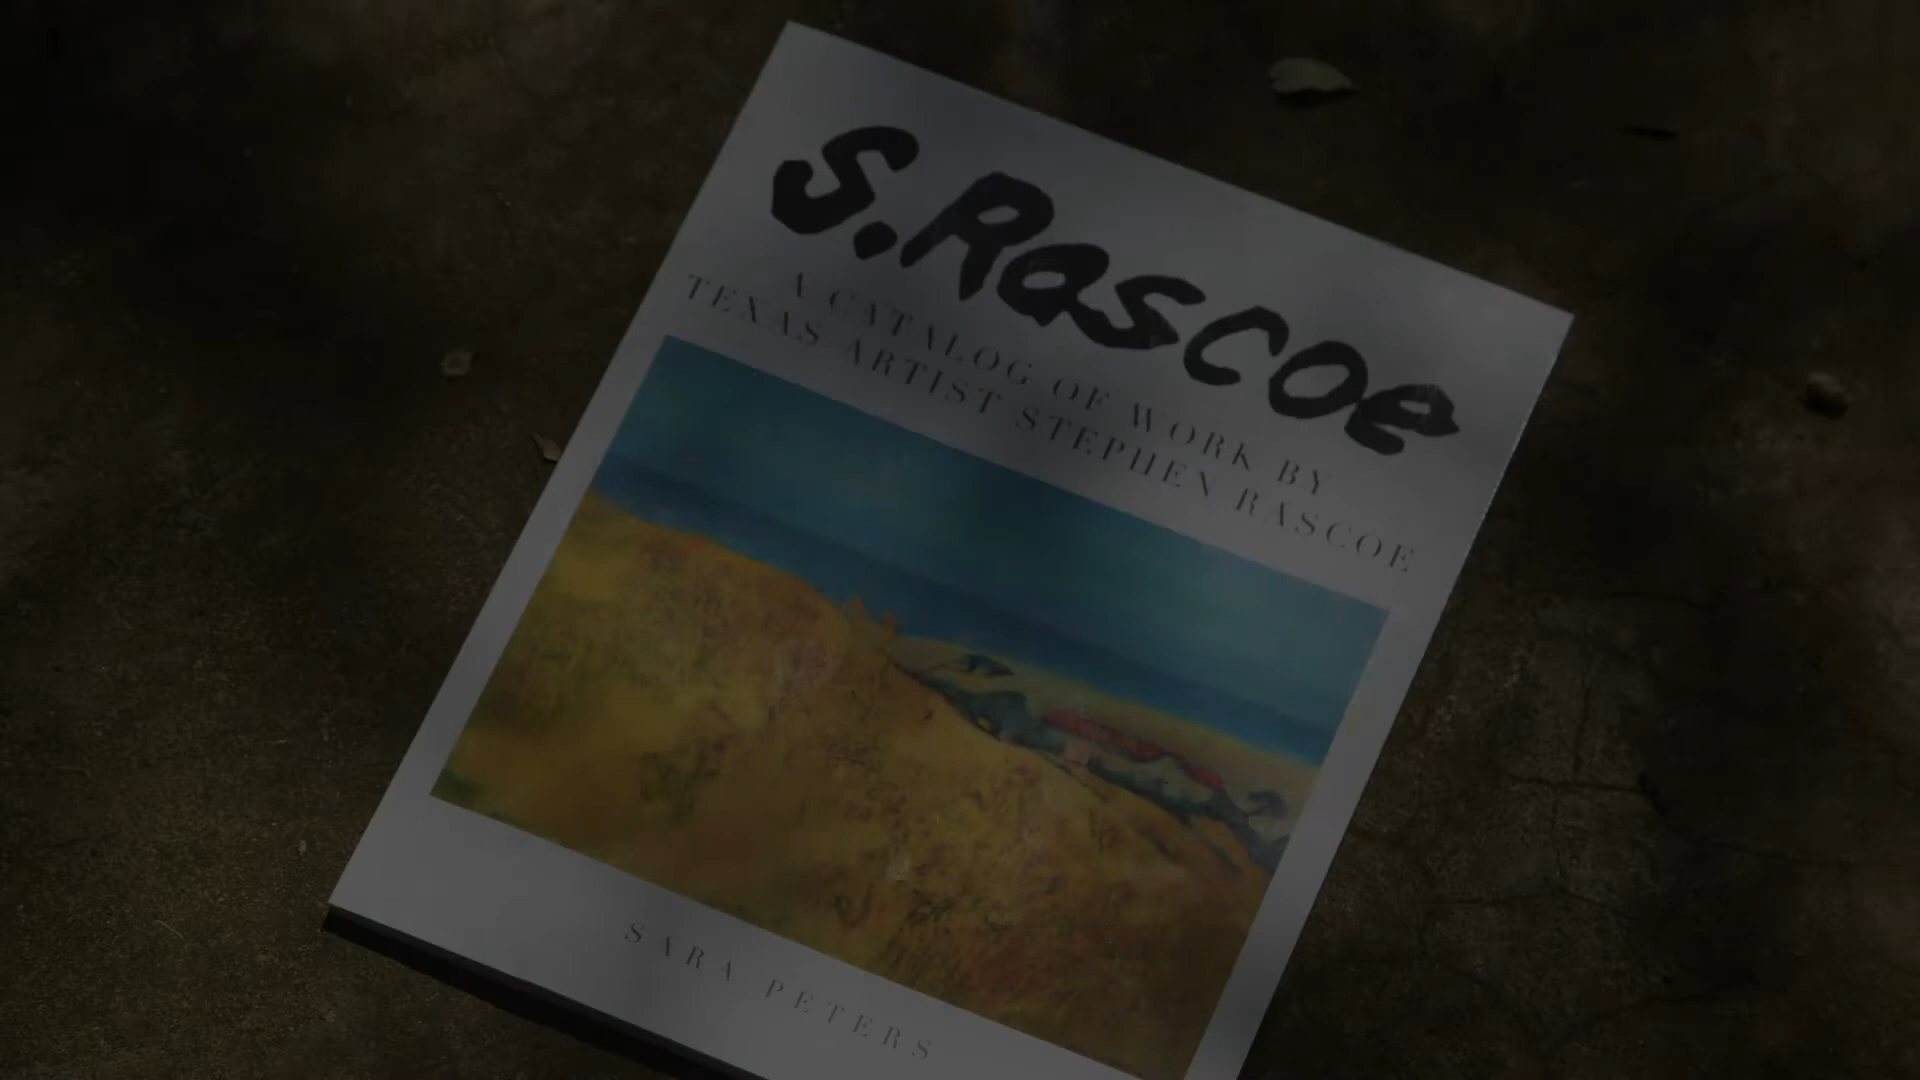 S.Rascoe
A CATALOG OF WORK BY
TEXAS ARTIST STEPHEN RASCOE
SARA PETERS